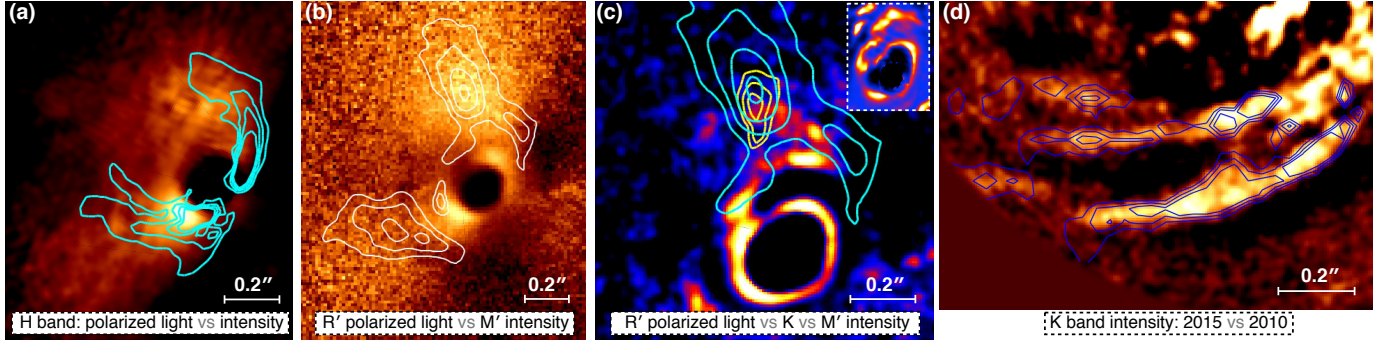 (a)
0.2″
H band: polarized light vs intensity
(b)
0.2″
R′ polarized light vs M′ intensity
(c)
0.2″
R′ polarized light vs K vs M′ intensity
(d)
0.2″
K band intensity: 2015 vs 2010